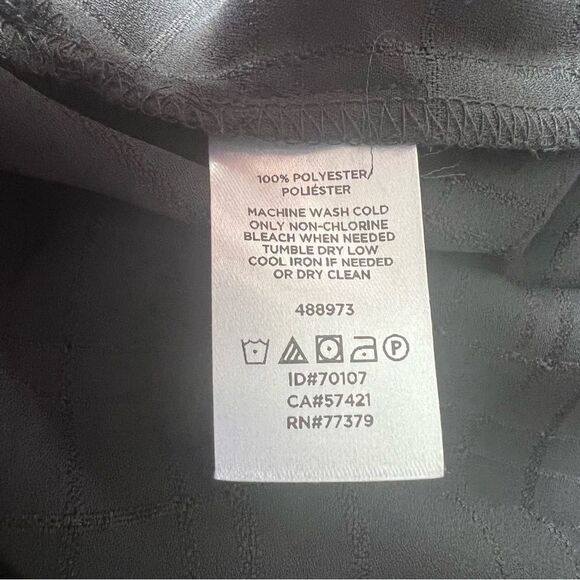 100% POLYESTER/
POLIÉSTER
MACHINE WASH COLD
ONLY NON-CHLORINE
BLEACH WHEN NEEDED
TUMBLE DRY LOW
COOL IRON IF NEEDED
OR DRY CLEAN
488973
P
ID#70107
CA#57421
RN#77379